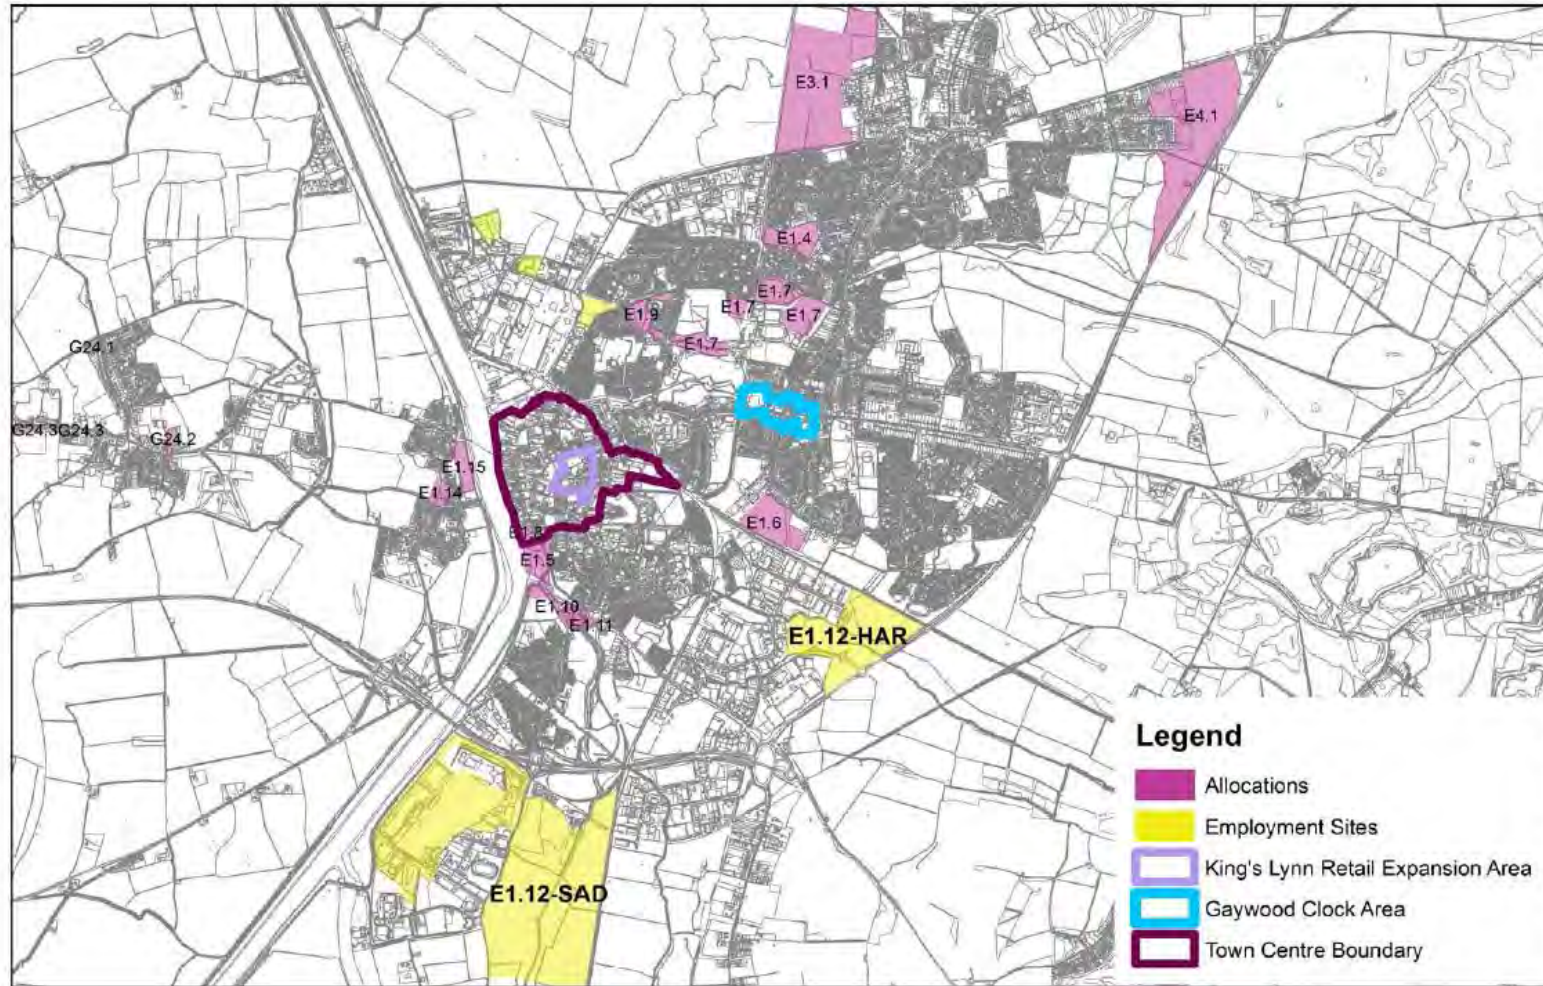 E3.1
E4.1
E1.4
E1.7
E1.7
E1.9
E1.7
E1.7
G24.1
G24.3G24.3
G24.2
E1.15
E1.14
E1.6
E1.8
E1.5
E1.10
E1.11
E1.12-HAR
E1.12-SAD
Legend
Allocations
Employment Sites
King's Lynn Retail Expansion Area
Gaywood Clock Area
Town Centre Boundary